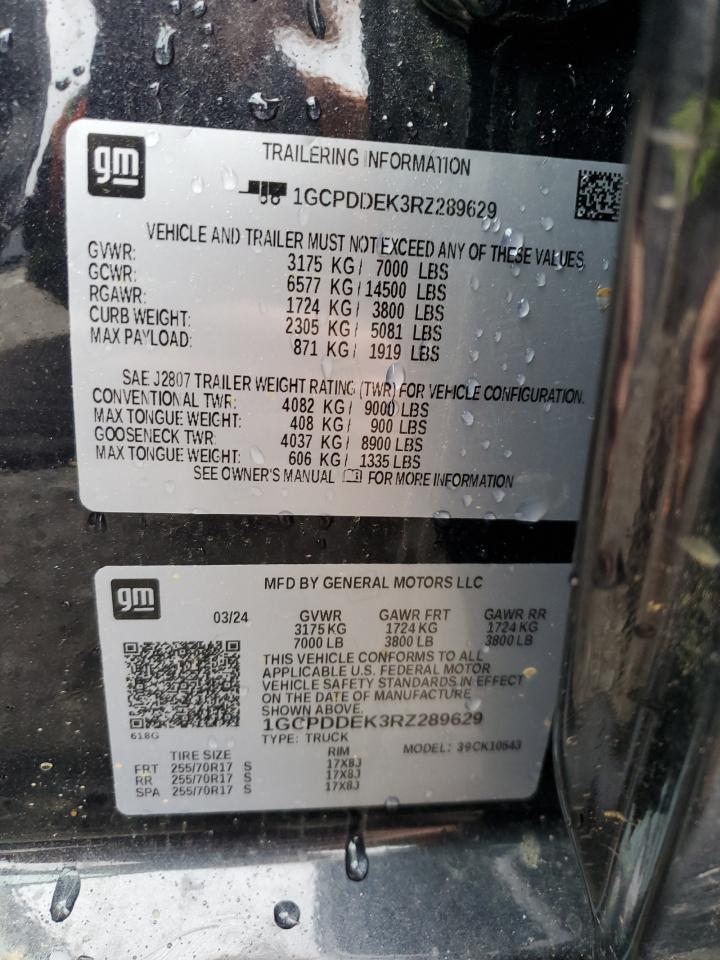 gm
TRAILERING INFORMATION
1GCPDDEK3RZ289629
VEHICLE AND TRAILER MUST NOT EXCEED ANY OF THESE VALUES
GVWR: 3175 KG/ 7000 LBS
GCWR: 6577 KG/ 14500 LBS
RGAWR: 1724 KG/ 3800 LBS
CURB WEIGHT: 2305 KG/ 5081 LBS
MAX PAYLOAD: 871 KG/ 1919 LBS
SAE J2807 TRAILER WEIGHT RATING (TWR) FOR VEHICLE CONFIGURATION.
CONVENTIONAL TWR: 4082 KG/ 9000 LBS
MAX TONGUE WEIGHT: 408 KG/ 900 LBS
GOOSENECK TWR: 4037 KG/ 8900 LBS
MAX TONGUE WEIGHT: 606 KG/ 1335 LBS
SEE OWNER'S MANUAL FOR MORE INFORMATION
gm
MFD BY GENERAL MOTORS LLC
03/24 GVWR GAWR FRT GAWR RR
3175 KG 1724 KG 1724 KG
7000 LB 3800 LB 3800 LB
THIS VEHICLE CONFORMS TO ALL
APPLICABLE U.S. FEDERAL MOTOR
VEHICLE SAFETY STANDARDS IN EFFECT
ON THE DATE OF MANUFACTURE
SHOWN ABOVE.
1GCPDDEK3RZ289629
618G
TYPE: TRUCK MODEL: 39CK10543
TIRE SIZE RIM
FRT 255/70R17 S 17X8J
RR 255/70R17 S 17X8J
SPA 255/70R17 S 17X8J